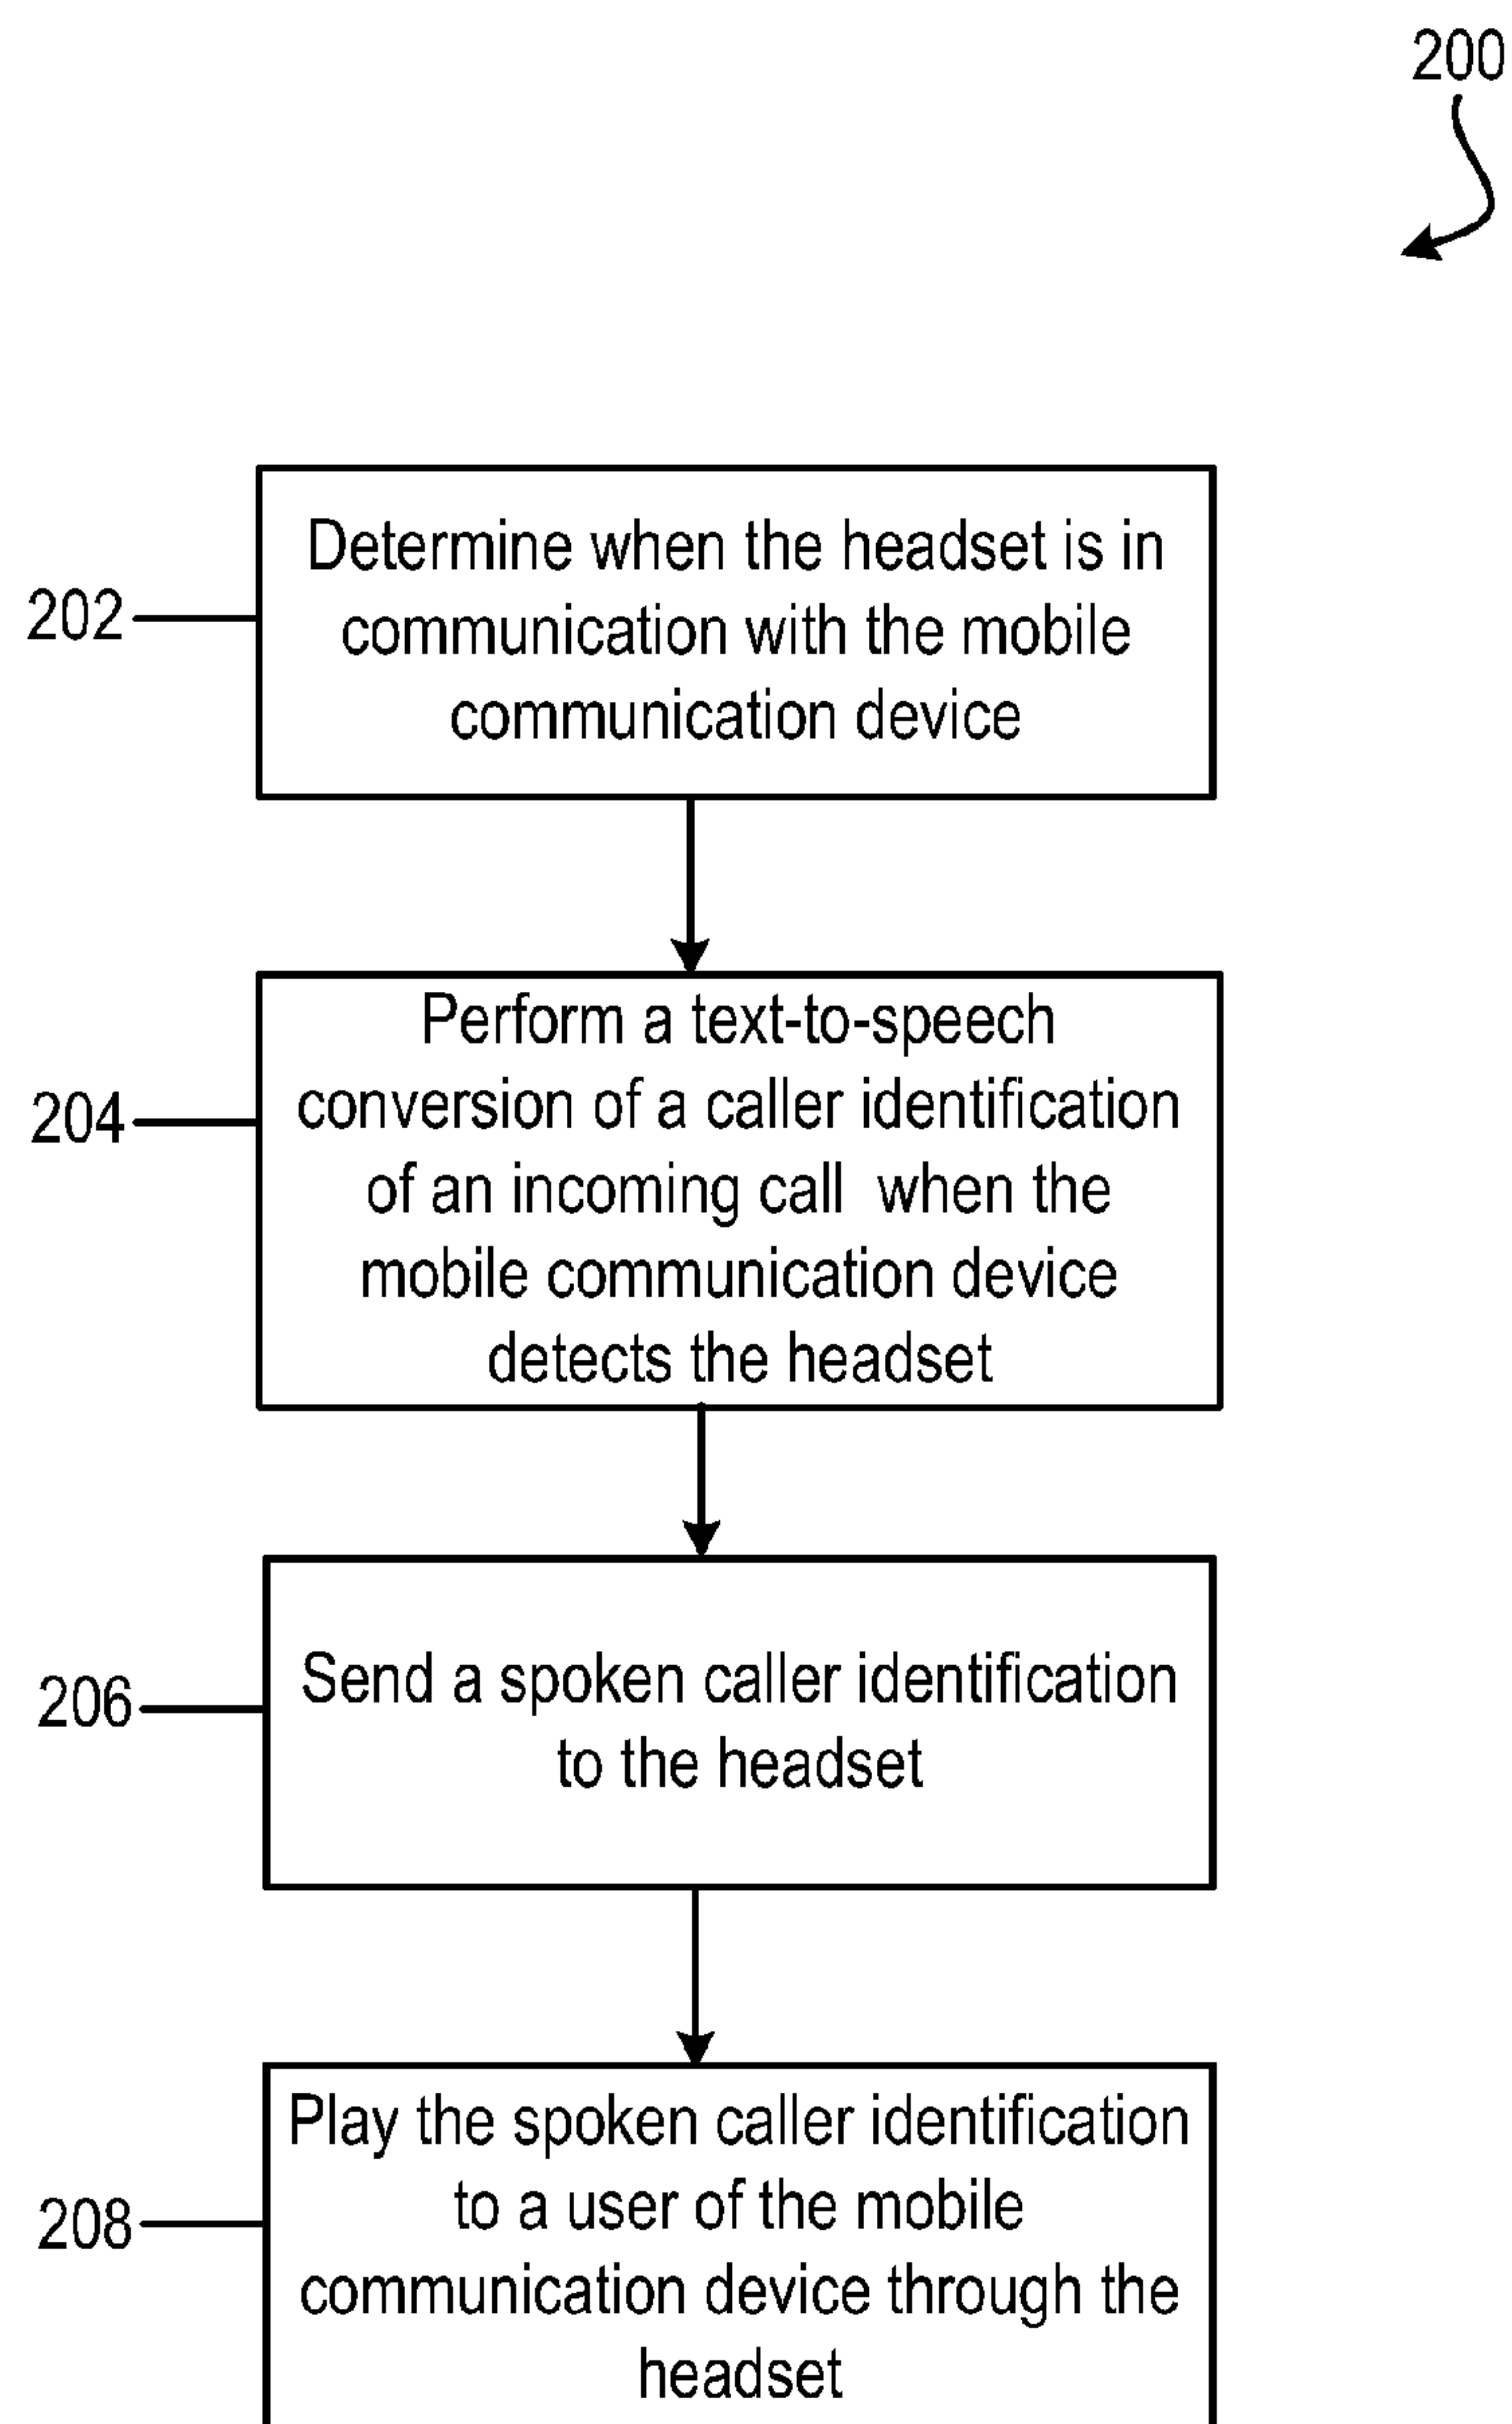 200
Determine when the headset is in
202
communication with the mobile
communication device
Perform a text-to-speech
204
conversion of a caller identification
of an incoming call when the
mobile communication device
detects the headset
206
Send a spoken caller identification
to the headset
Play the spoken caller identification
208
to a user of the mobile
communication device through the
headset